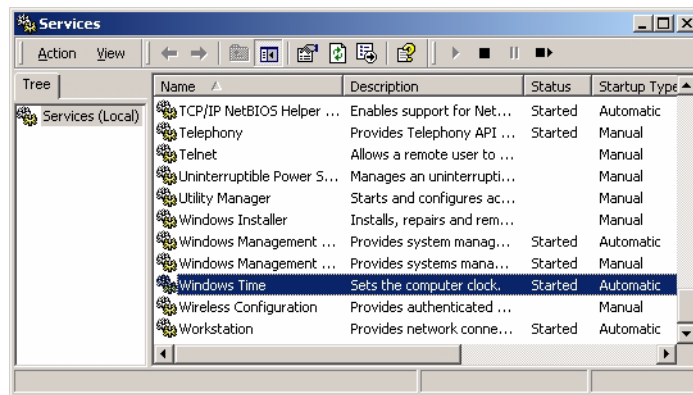 Services
Action View
Tree
Services (Local)
Name Description Status Startup Type
TCP/IP NetBIOS Helper ... Enables support for Net... Started Automatic
Telephony Provides Telephony API ... Started Manual
Telnet Allows a remote user to ... Manual
Uninterruptible Power S... Manages an uninterrupti... Manual
Utility Manager Starts and configures ac... Manual
Windows Installer Installs, repairs and rem... Manual
Windows Management ... Provides system manag... Started Automatic
Windows Management ... Provides systems mana... Started Manual
Windows Time Sets the computer clock. Started Automatic
Wireless Configuration Provides authenticated ... Manual
Workstation Provides network conne... Started Automatic